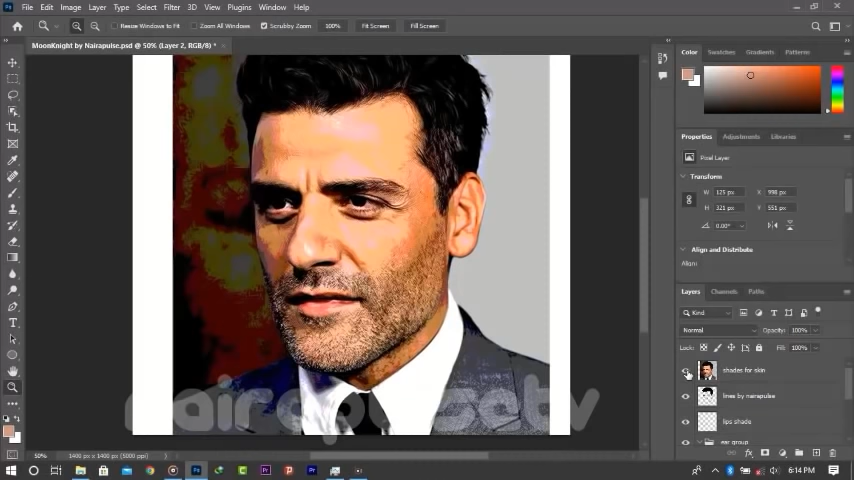 File Edit Image Layer Type Select Filter 3D View Plugins Window Help
Resize Windows to Fit Zoom All Windows Scrubby Zoom 100% Fit Screen Fill Screen
MoonKnight by Nairapulse.psd @ 50% (Layer 2, RGB/8) *
Color Swatches Gradients Patterns
Properties Adjustments Libraries
Pixel Layer
Transform
W 125 px X 998 px
H 321 px Y 551 px
0.00°
Align and Distribute
Align:
Layers Channels Paths
Kind
Normal Opacity: 100%
Lock: Fill: 100%
shades for skin
lines by nairapulse
lips shade
ear group
nairapulsetv
50% 1400 px x 1400 px (5000 ppi)
6:14 PM